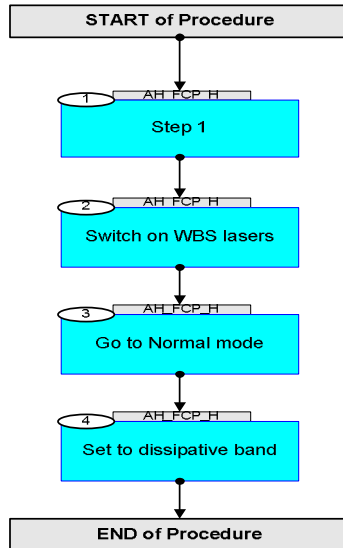 START of Procedure
AH_FCP_H
1
Step 1
AH_FCP_H
2
Switch on WBS lasers
AH_FCP_H
3
Go to Normal mode
AH_FCP_H
4
Set to dissipative band
END of Procedure